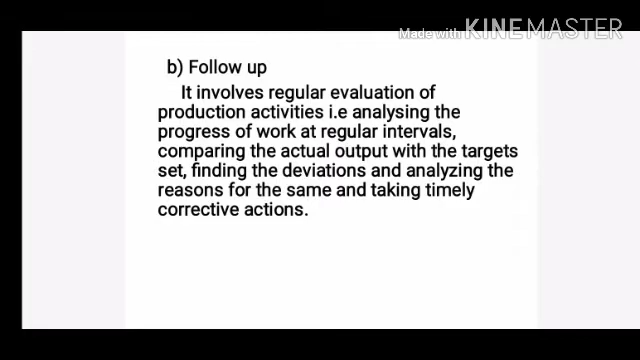 Made with KINEMASTER
b) Follow up
It involves regular evaluation of
production activities i.e analysing the
progress of work at regular intervals,
comparing the actual output with the targets
set, finding the deviations and analyzing the
reasons for the same and taking timely
corrective actions.